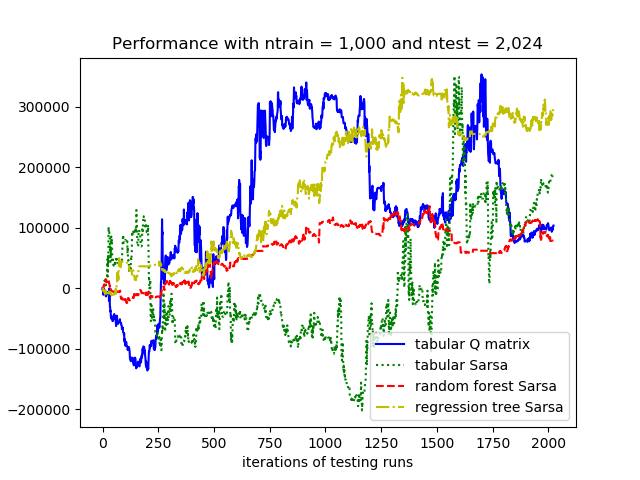 Performance with ntrain = 1,000 and ntest = 2,024
300000
200000
100000
0
−100000
−200000
tabular Q matrix
tabular Sarsa
random forest Sarsa
regression tree Sarsa
0 250 500 750 1000 1250 1500 1750 2000
iterations of testing runs